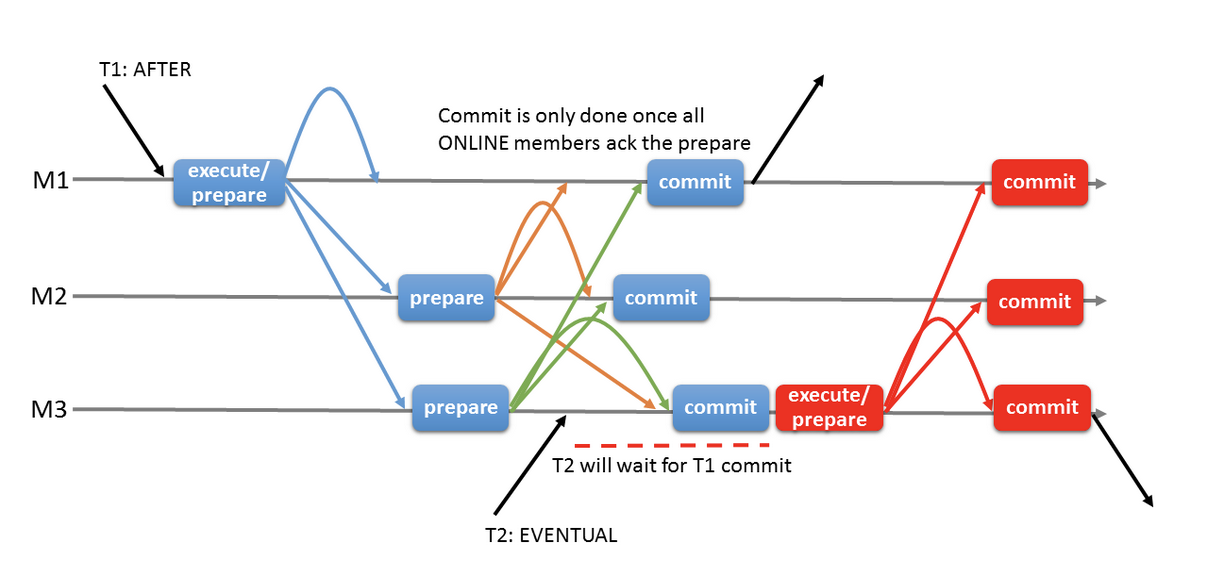 T1: AFTER
Commit is only done once all
ONLINE members ack the prepare
M1
execute/
prepare
commit
commit
M2
prepare
commit
commit
M3
prepare
commit
execute/
prepare
commit
T2 will wait for T1 commit
T2: EVENTUAL